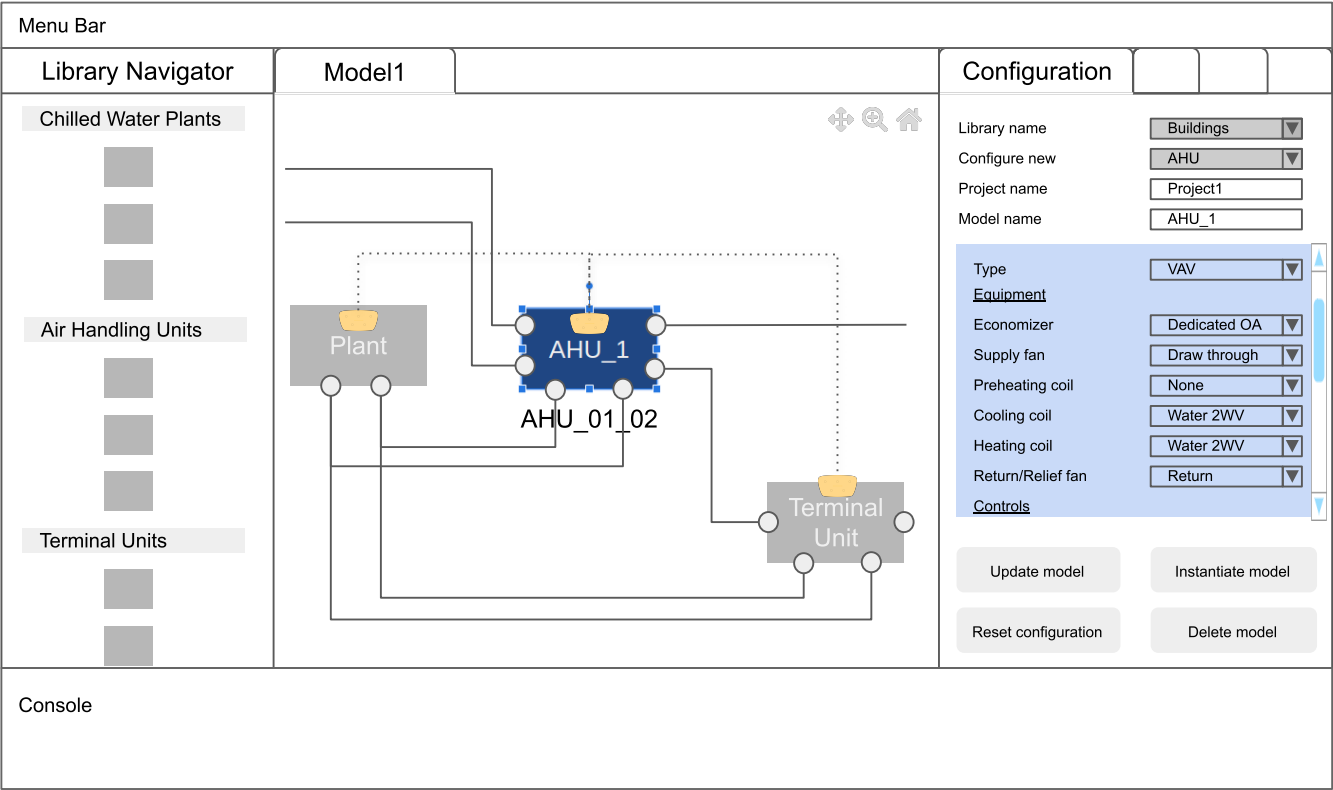 Menu Bar
Library Navigator
Chilled Water Plants
Air Handling Units
Terminal Units
Model1
Plant
AHU_1
AHU_01_02
Terminal
Unit
Configuration
Library name
Buildings
Configure new
AHU
Project name
Project1
Model name
AHU_1
Type
VAV
Equipment
Economizer
Dedicated OA
Supply fan
Draw through
Preheating coil
None
Cooling coil
Water 2WV
Heating coil
Water 2WV
Return/Relief fan
Return
Controls
Update model
Instantiate model
Reset configuration
Delete model
Console